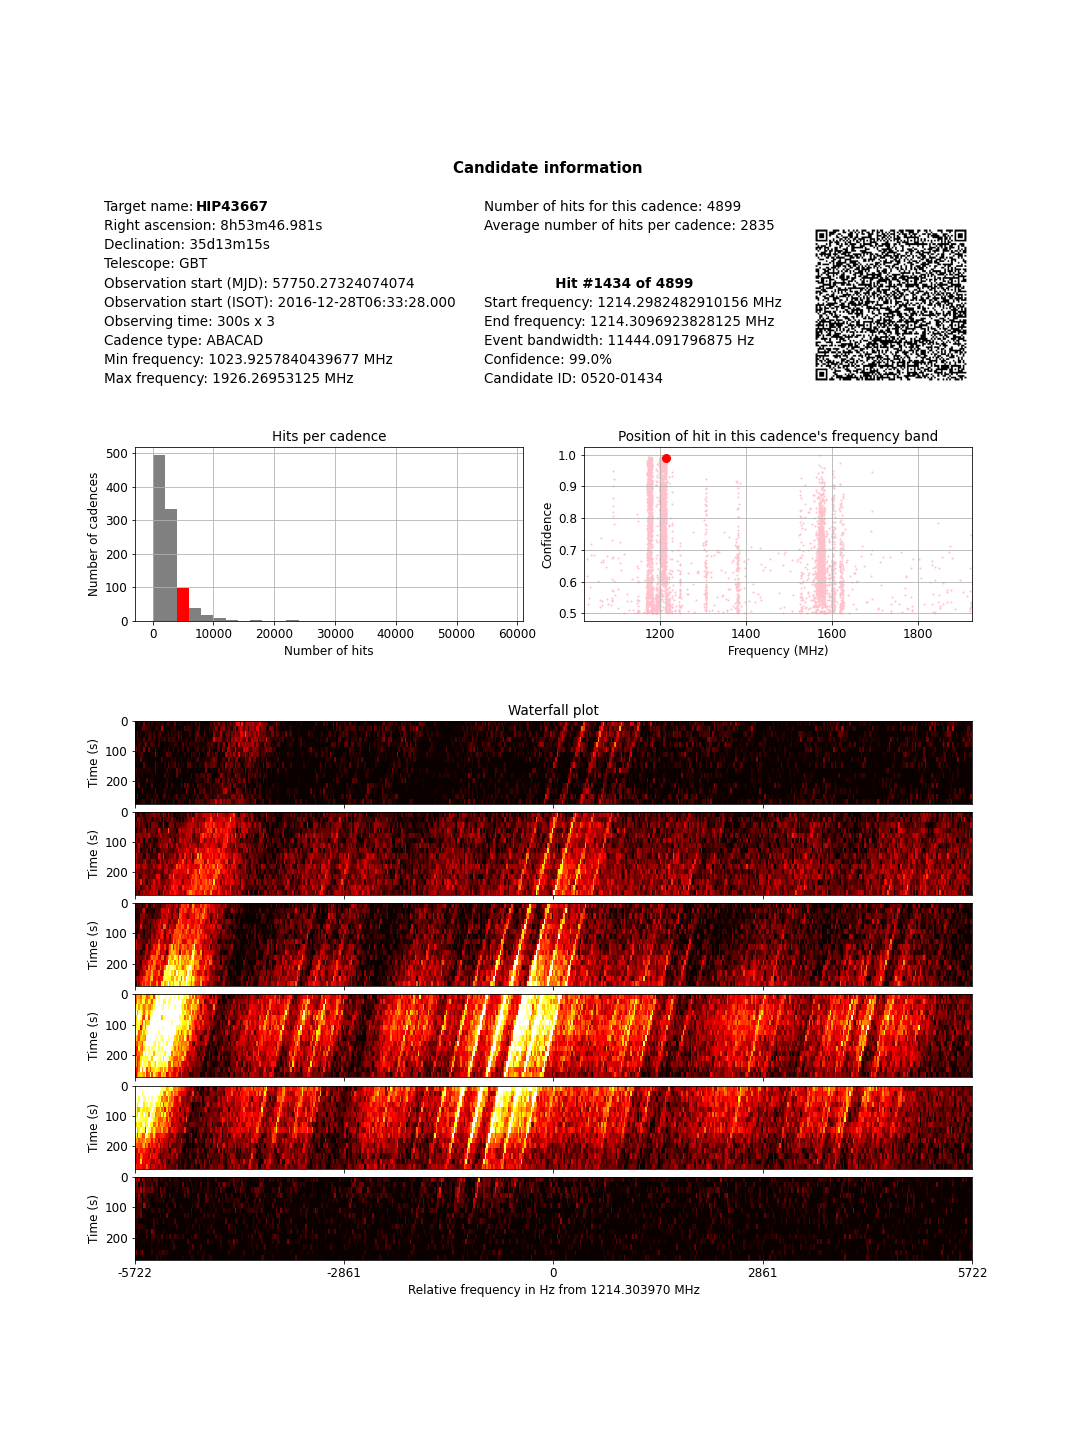 Candidate information
Target name: HIP43667
Right ascension: 8h53m46.981s
Declination: 35d13m15s
Telescope: GBT
Observation start (MJD): 57750.27324074074
Observation start (ISOT): 2016-12-28T06:33:28.000
Observing time: 300s x 3
Cadence type: ABACAD
Min frequency: 1023.9257840439677 MHz
Max frequency: 1926.26953125 MHz
Number of hits for this cadence: 4899
Average number of hits per cadence: 2835
Hit #1434 of 4899
Start frequency: 1214.2982482910156 MHz
End frequency: 1214.3096923828125 MHz
Event bandwidth: 11444.091796875 Hz
Confidence: 99.0%
Candidate ID: 0520-01434
Hits per cadence
Number of cadences
500
400
300
200
100
0
0 10000 20000 30000 40000 50000 60000
Number of hits
Position of hit in this cadence's frequency band
Confidence
1.0
0.9
0.8
0.7
0.6
0.5
1200 1400 1600 1800
Frequency (MHz)
Waterfall plot
Time (s)
0
100
200
Time (s)
0
100
200
Time (s)
0
100
200
Time (s)
0
100
200
Time (s)
0
100
200
Time (s)
0
100
200
-5722 -2861 0 2861 5722
Relative frequency in Hz from 1214.303970 MHz